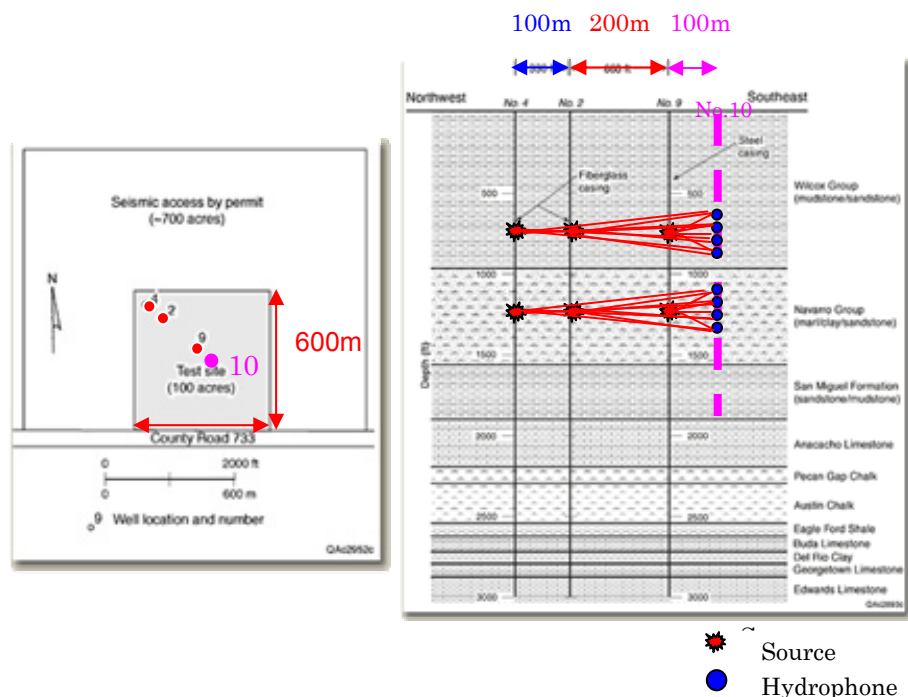 100m 200m 100m
330 ft 660 ft
Northwest No. 4 No. 2 No. 9 No.10 Southeast
Steel
casing
Fiberglass
casing
500 500
Wilcox Group
(mudstone/sandstone)
1000 1000
Navarro Group
(marl/clay/sandstone)
1500 1500
Depth (ft)
San Miguel Formation
(sandstone/mudstone)
2000 2000
Anacacho Limestone
Pecan Gap Chalk
Austin Chalk
2500 2500
Eagle Ford Shale
Buda Limestone
Del Rio Clay
Georgetown Limestone
Edwards Limestone
3000 3000
Seismic access by permit
(~700 acres)
N
4
2
9
10
600m
Test site
(100 acres)
County Road 733
0 2000 ft
0 600 m
9 Well location and number
QAc2952c
~
Source
Hydrophone